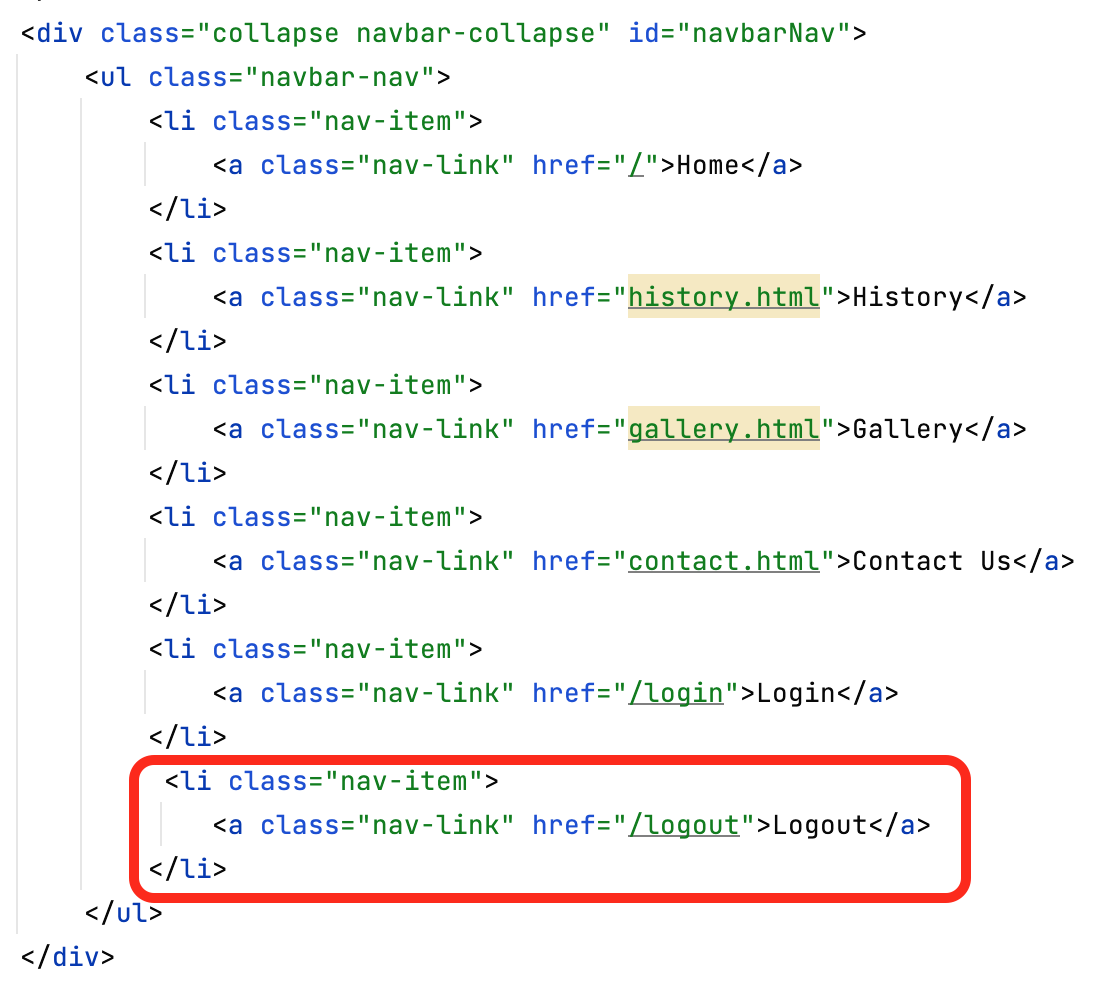 <div class="collapse navbar-collapse" id="navbarNav">
    <ul class="navbar-nav">
        <li class="nav-item">
            <a class="nav-link" href="/">Home</a>
        </li>
        <li class="nav-item">
            <a class="nav-link" href="history.html">History</a>
        </li>
        <li class="nav-item">
            <a class="nav-link" href="gallery.html">Gallery</a>
        </li>
        <li class="nav-item">
            <a class="nav-link" href="contact.html">Contact Us</a>
        </li>
        <li class="nav-item">
            <a class="nav-link" href="/login">Login</a>
        </li>
         <li class="nav-item">
            <a class="nav-link" href="/logout">Logout</a>
        </li>
    </ul>
</div>